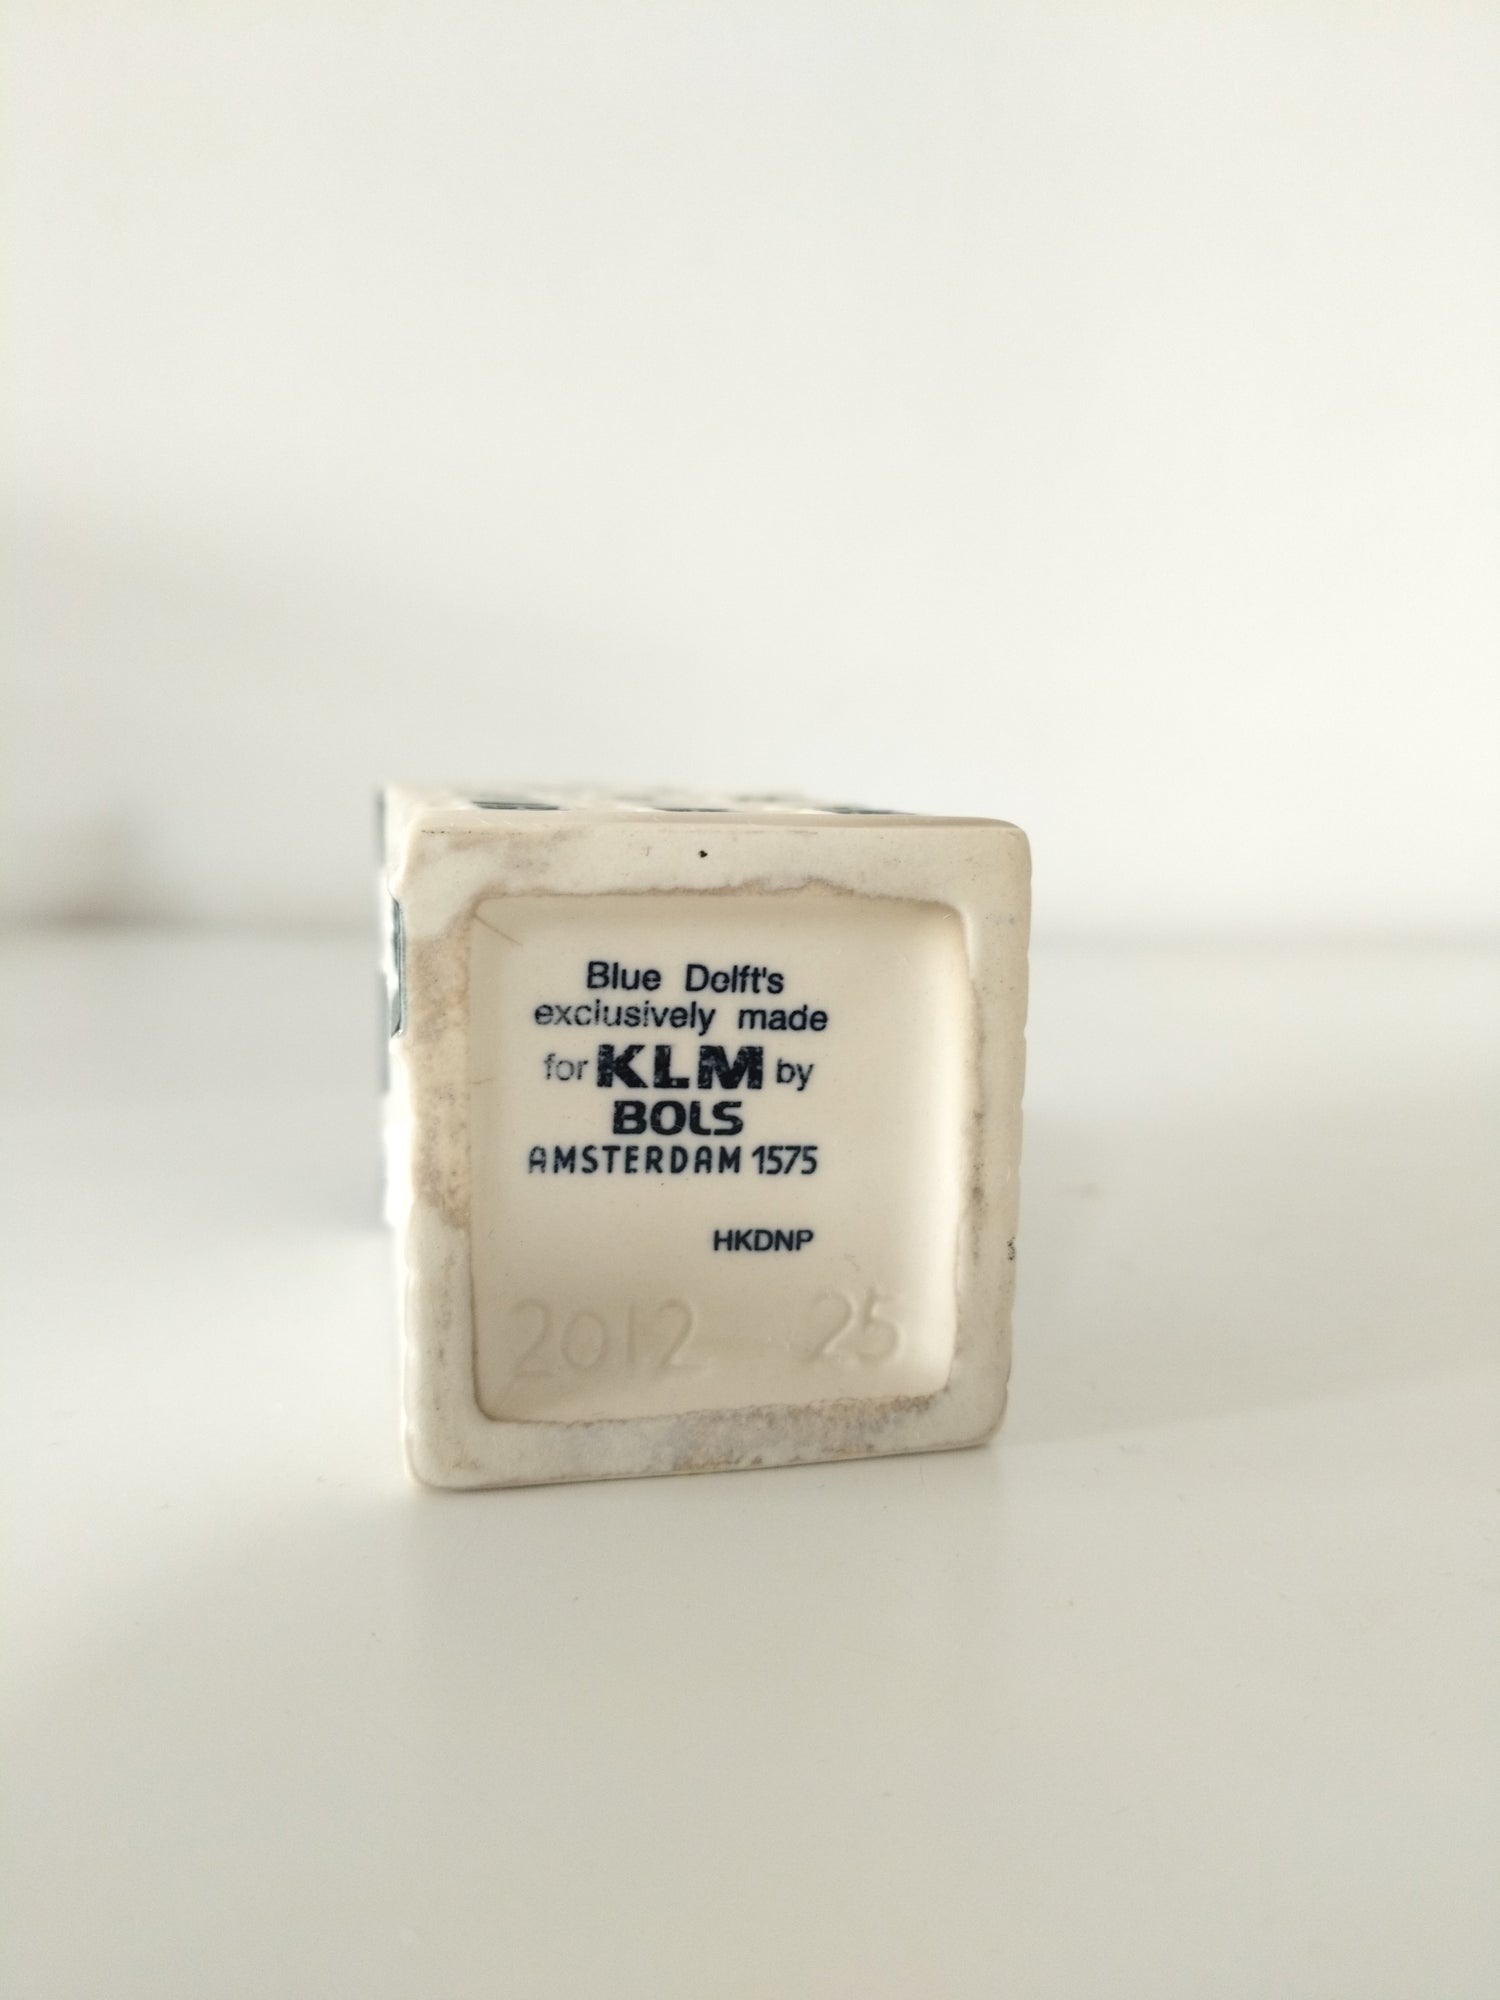 Blue Delft's
exclusively made
for KLM by
BOLS
AMSTERDAM 1575
HKDNP
2012 25